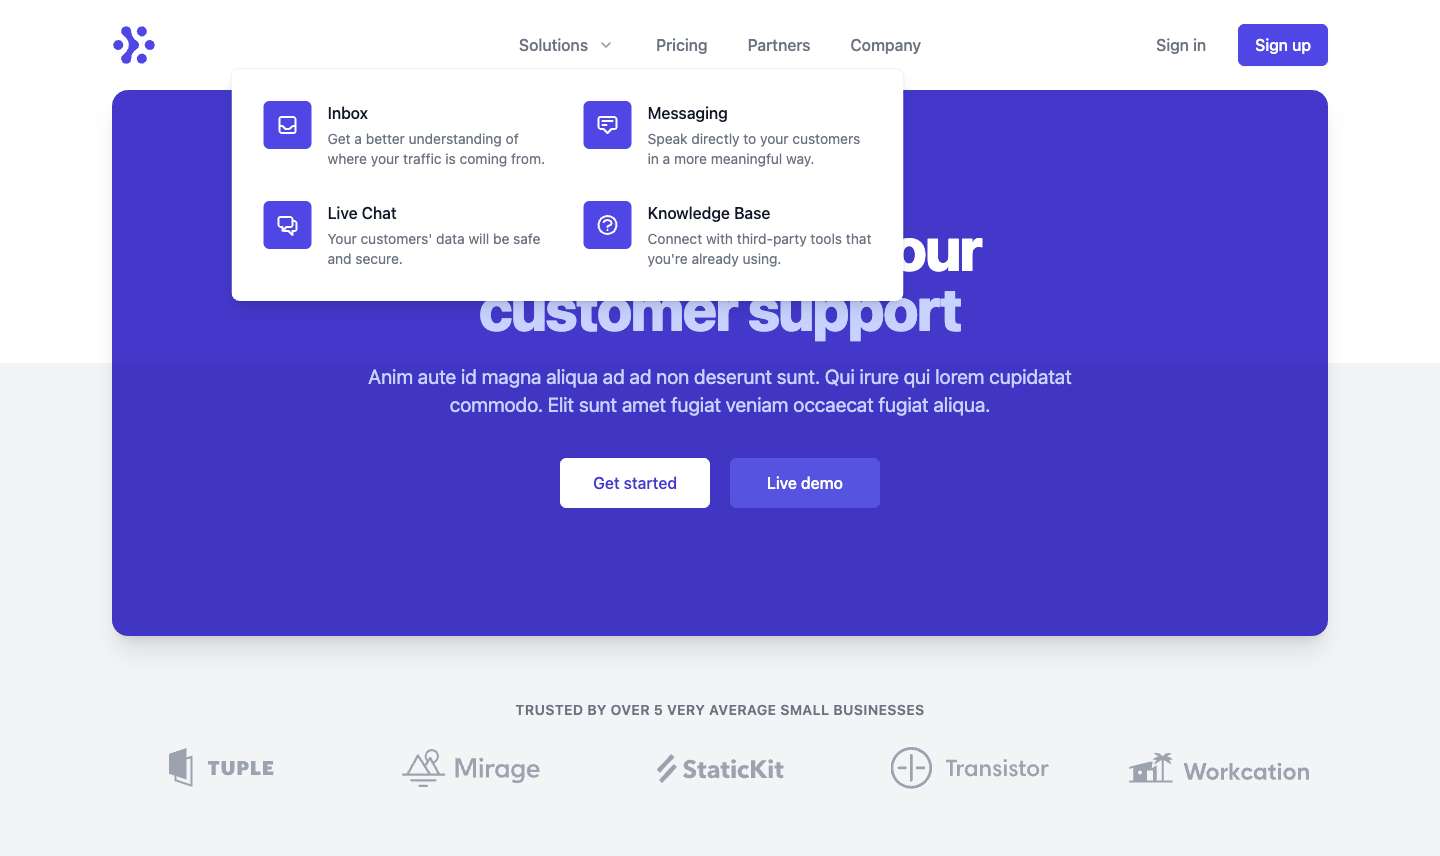 Solutions
Pricing
Partners
Company
Sign in
Sign up
Inbox
Get a better understanding of
where your traffic is coming from.
Messaging
Speak directly to your customers
in a more meaningful way.
Live Chat
Your customers' data will be safe
and secure.
Knowledge Base
Connect with third-party tools that
you're already using.
customer support
Anim aute id magna aliqua ad ad non deserunt sunt. Qui irure qui lorem cupidatat
commodo. Elit sunt amet fugiat veniam occaecat fugiat aliqua.
Get started
Live demo
TRUSTED BY OVER 5 VERY AVERAGE SMALL BUSINESSES
TUPLE
Mirage
StaticKit
Transistor
Workcation